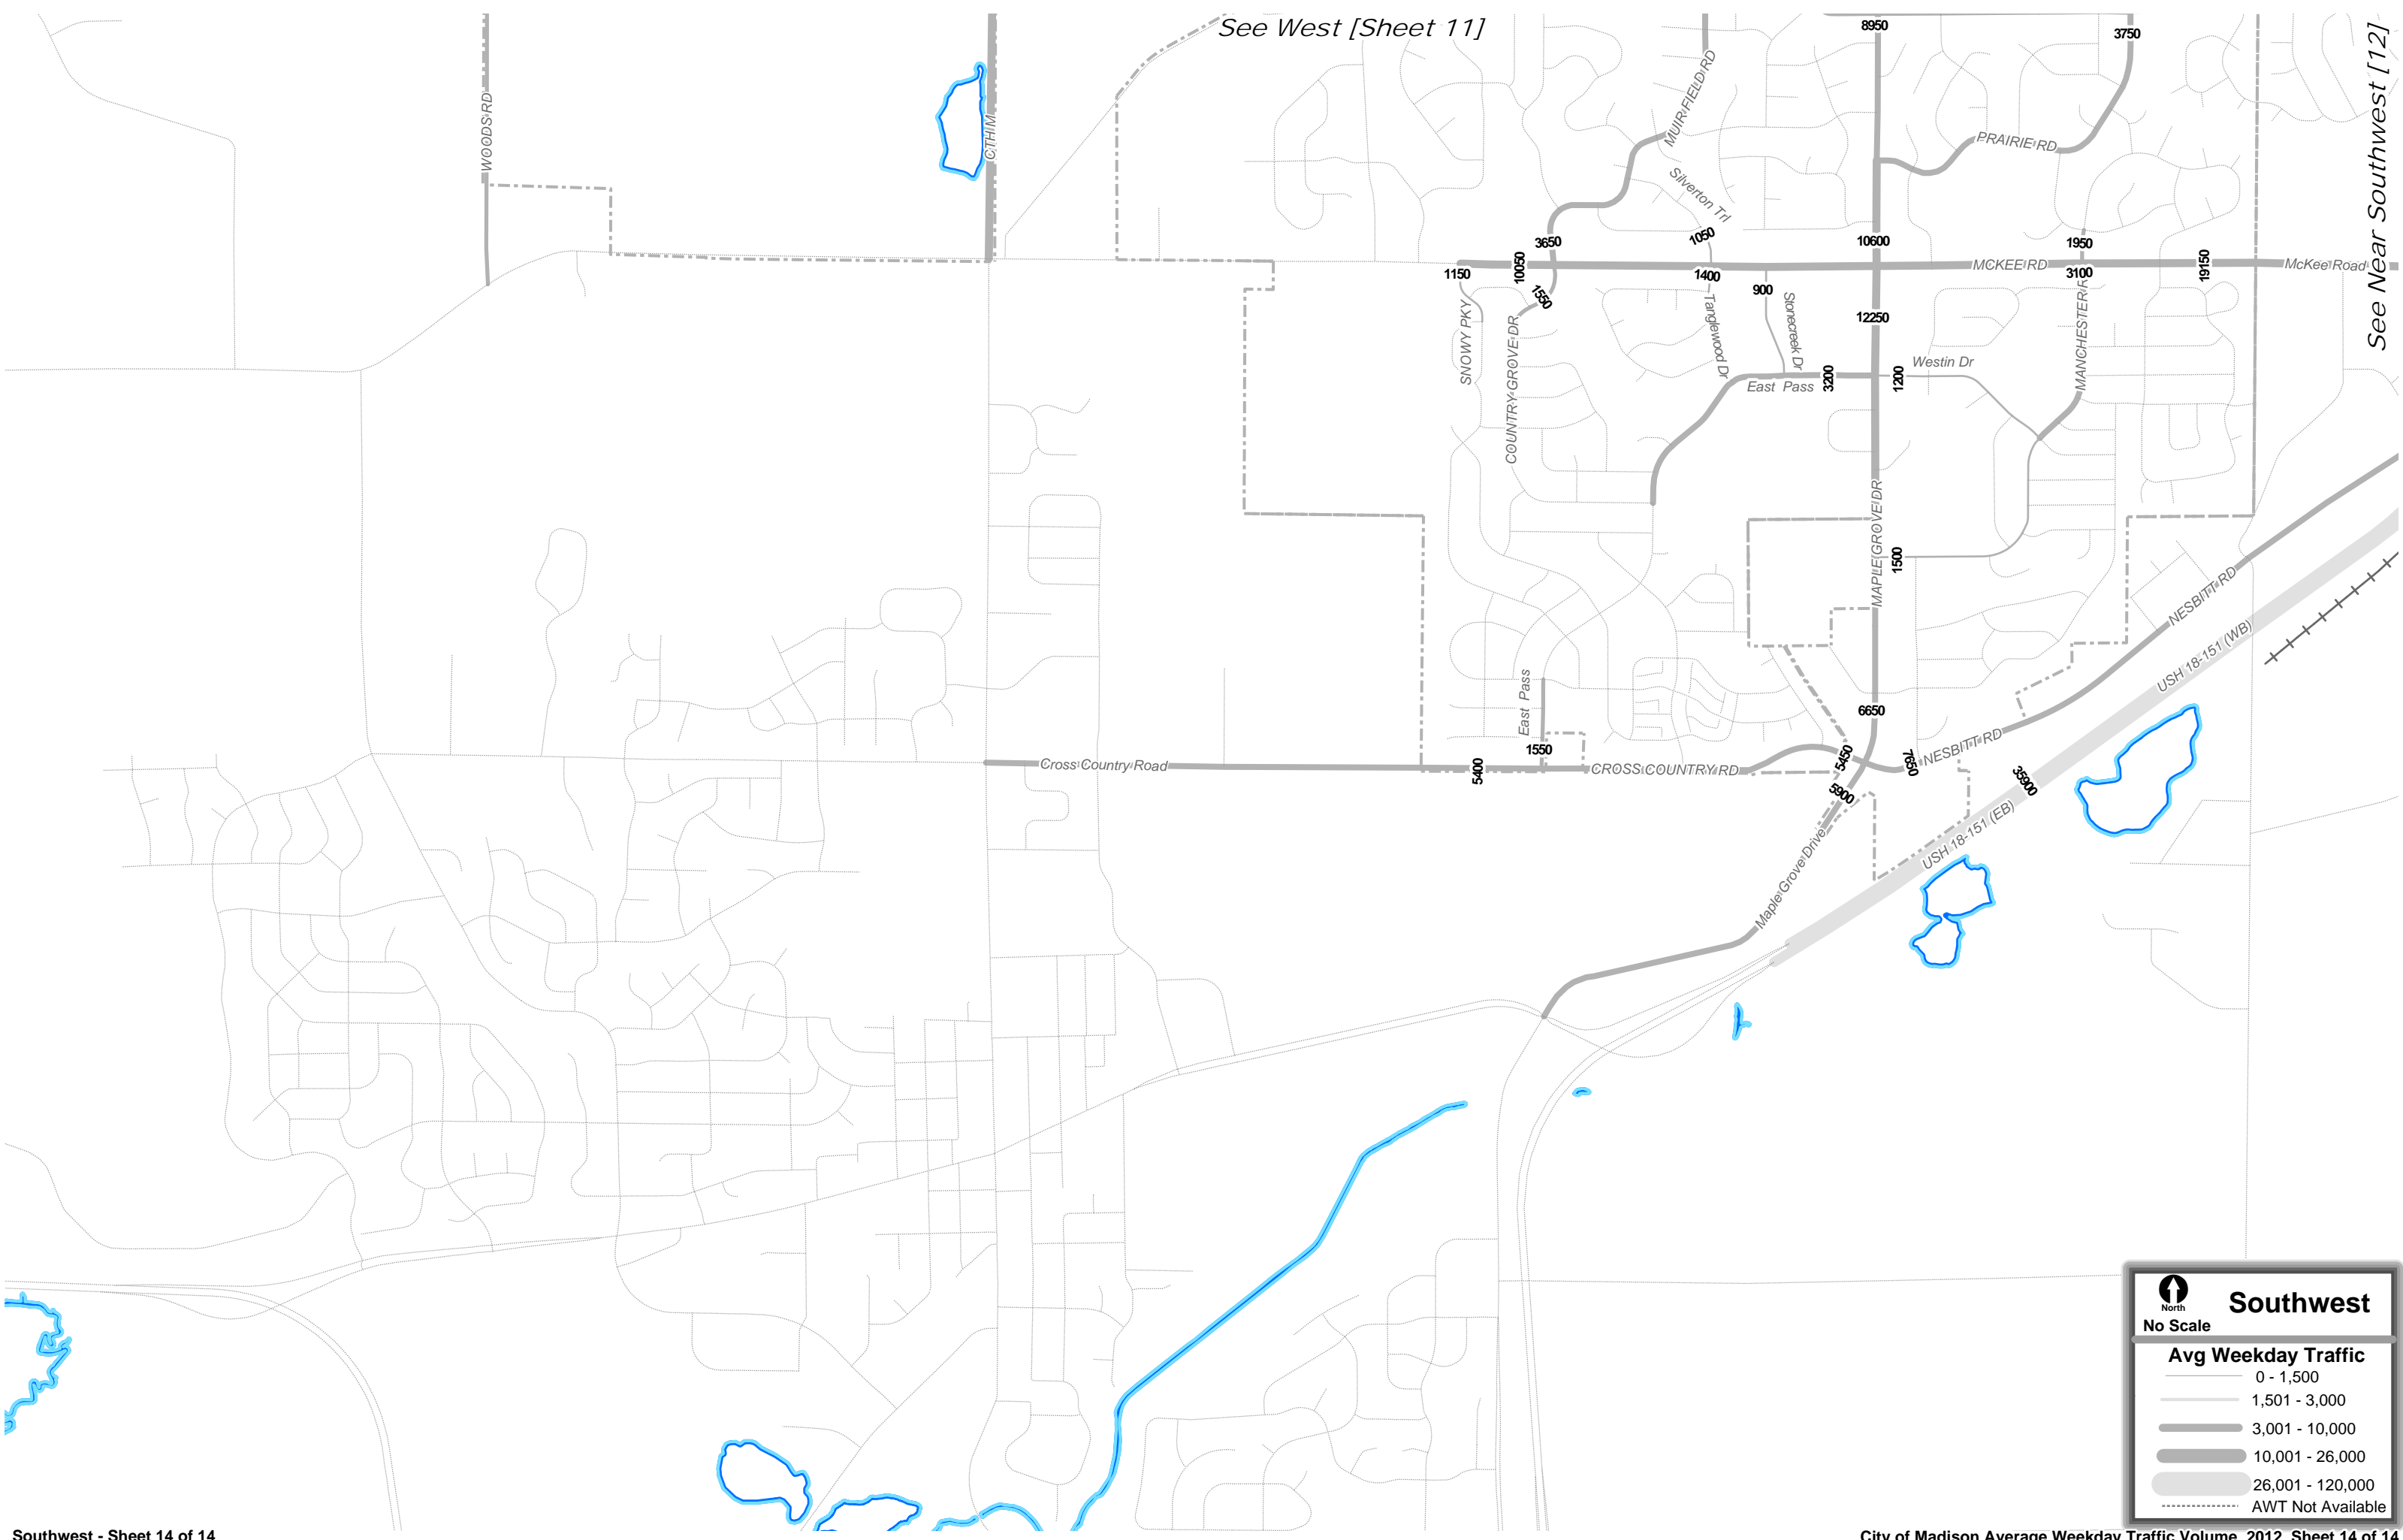 See West [Sheet 11]
8950
3750
See Near Southwest [12]
WOODS RD
CTH M
MUIR FIELD RD
PRAIRIE RD
Silverton Trl
3650
1050
10600
1950
1150
10050
1400
MCKEE RD
3100
19150
McKee Road
1550
900
12250
SNOWY PKY
COUNTRY GROVE DR
Tanglewood Dr
Stonecreek Dr
MANCHESTER R
Westin Dr
East Pass
3200
1200
MAPLE GROVE DR
1500
NESBITT RD
USH 18-151 (WB)
East Pass
6650
1550
5450
7650
NESBITT RD
Cross Country Road
5400
CROSS COUNTRY RD
35900
5900
USH 18-151 (EB)
Maple Grove Drive
North
No Scale
Southwest
Avg Weekday Traffic
0 - 1,500
1,501 - 3,000
3,001 - 10,000
10,001 - 26,000
26,001 - 120,000
AWT Not Available
Southwest - Sheet 14 of 14
City of Madison Average Weekday Traffic Volume, 2012, Sheet 14 of 14